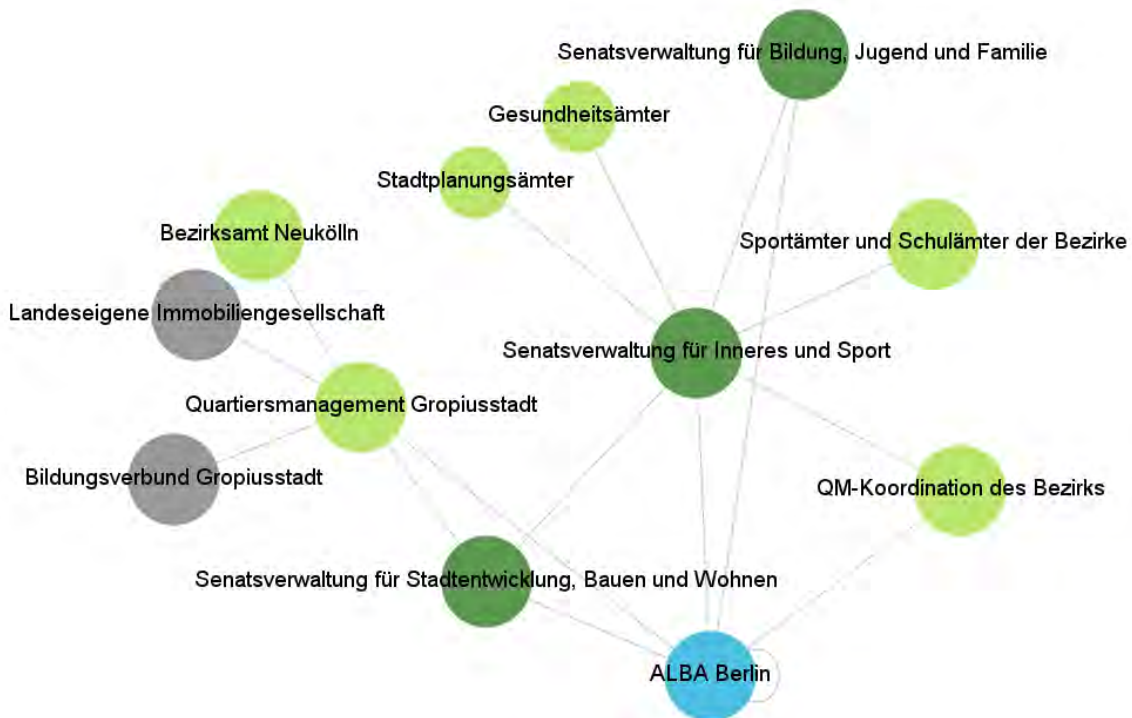 Senatsverwaltung für Bildung, Jugend und Familie
Gesundheitsämter
Stadtplanungsämter
Bezirksamt Neukölln
Sportämter und Schulämter der Bezirke
Landeseigene Immobiliengesellschaft
Senatsverwaltung für Inneres und Sport
Quartiersmanagement Gropiusstadt
Bildungsverbund Gropiusstadt
QM-Koordination des Bezirks
Senatsverwaltung für Stadtentwicklung, Bauen und Wohnen
ALBA Berlin